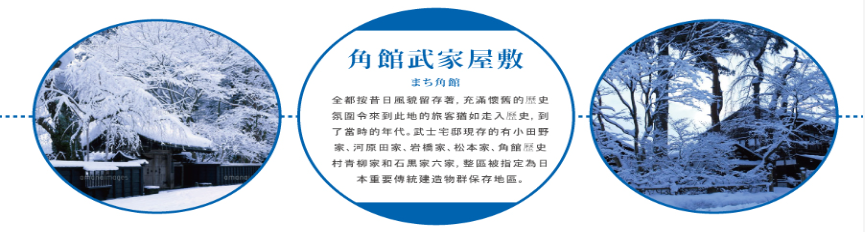 角館武家屋敷
まち角館
全都按昔日風貌留存著，充滿懷舊的歷史
氛圍令來到此地的旅客猶如走入歷史，到
了當時的年代。武士宅邸現存的有小田野
家、河原田家、岩橋家、松本家、角館歷史
村青柳家和石黑家六家，整區被指定為日
本重要傳統建造物群保存地區。